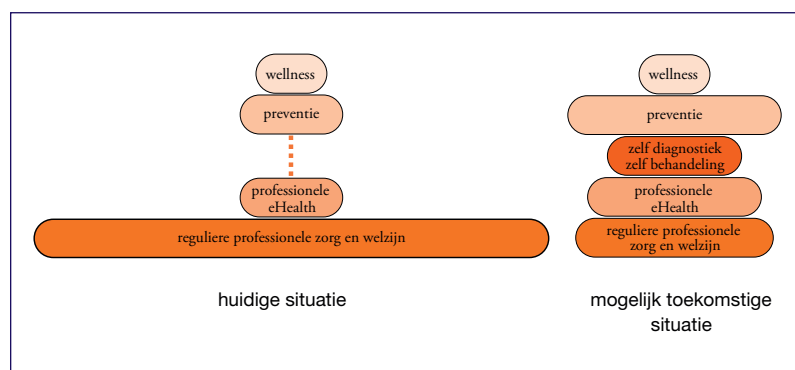 wellness
preventie
professionele
eHealth
reguliere professionele zorg en welzijn
huidige situatie
wellness
preventie
zelf diagnostiek
zelf behandeling
professionele
eHealth
reguliere professionele
zorg en welzijn
mogelijk toekomstige
situatie